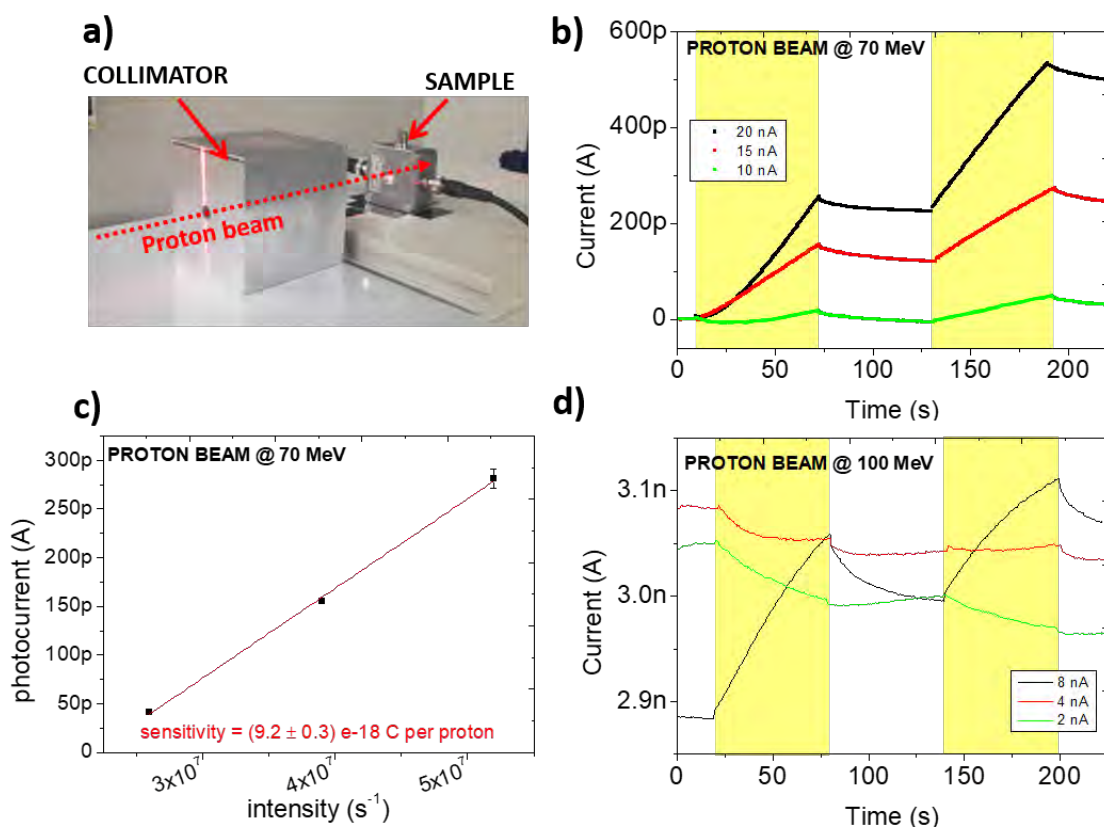 a)
COLLIMATOR
SAMPLE
Proton beam
b)
PROTON BEAM @ 70 MeV
600p
400p
200p
0
Current (A)
20 nA
15 nA
10 nA
0 50 100 150 200
Time (s)
c)
PROTON BEAM @ 70 MeV
300p
250p
200p
150p
100p
50p
0
photocurrent (A)
sensitivity = (9.2 ± 0.3) e-18 C per proton
3x10⁷ 4x10⁷ 5x10⁷
intensity (s⁻¹)
d)
PROTON BEAM @ 100 MeV
3.1n
3.0n
2.9n
Current (A)
8 nA
4 nA
2 nA
0 50 100 150 200
Time (s)